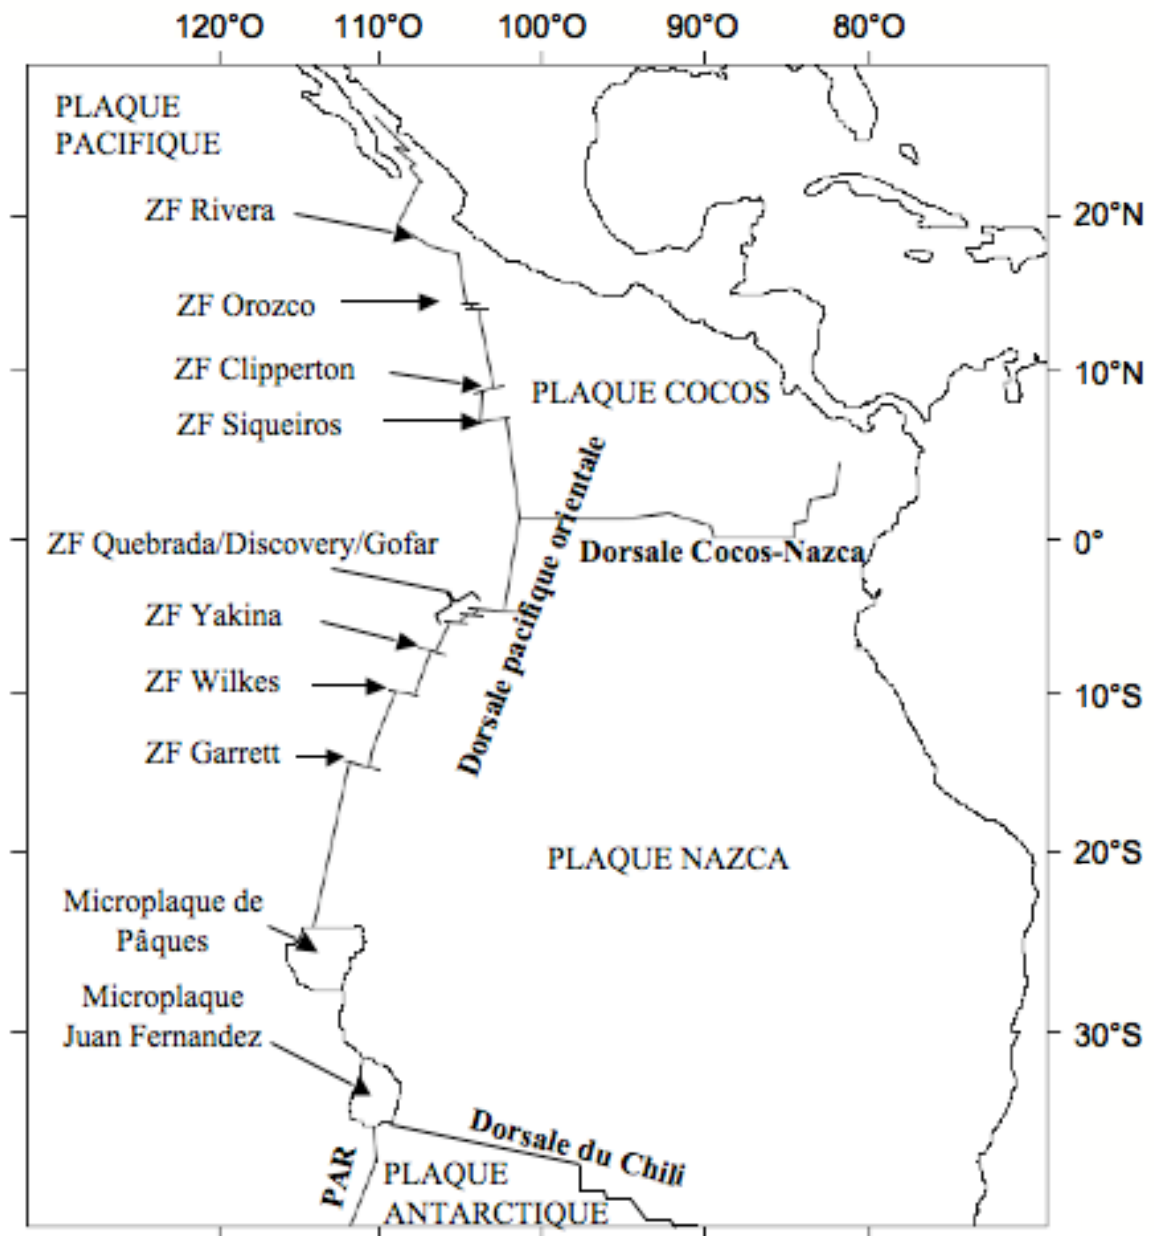 120°O 110°O 100°O 90°O 80°O
PLAQUE
PACIFIQUE
ZF Rivera
20°N
ZF Orozco
ZF Clipperton
10°N
PLAQUE COCOS
ZF Siqueiros
Dorsale pacifique orientale
ZF Quebrada/Discovery/Gofar
Dorsale Cocos-Nazca
0°
ZF Yakina
ZF Wilkes
10°S
ZF Garrett
PLAQUE NAZCA
20°S
Microplaque de
Pâques
Microplaque
Juan Fernandez
30°S
Dorsale du Chili
PAR
PLAQUE
ANTARCTIQUE